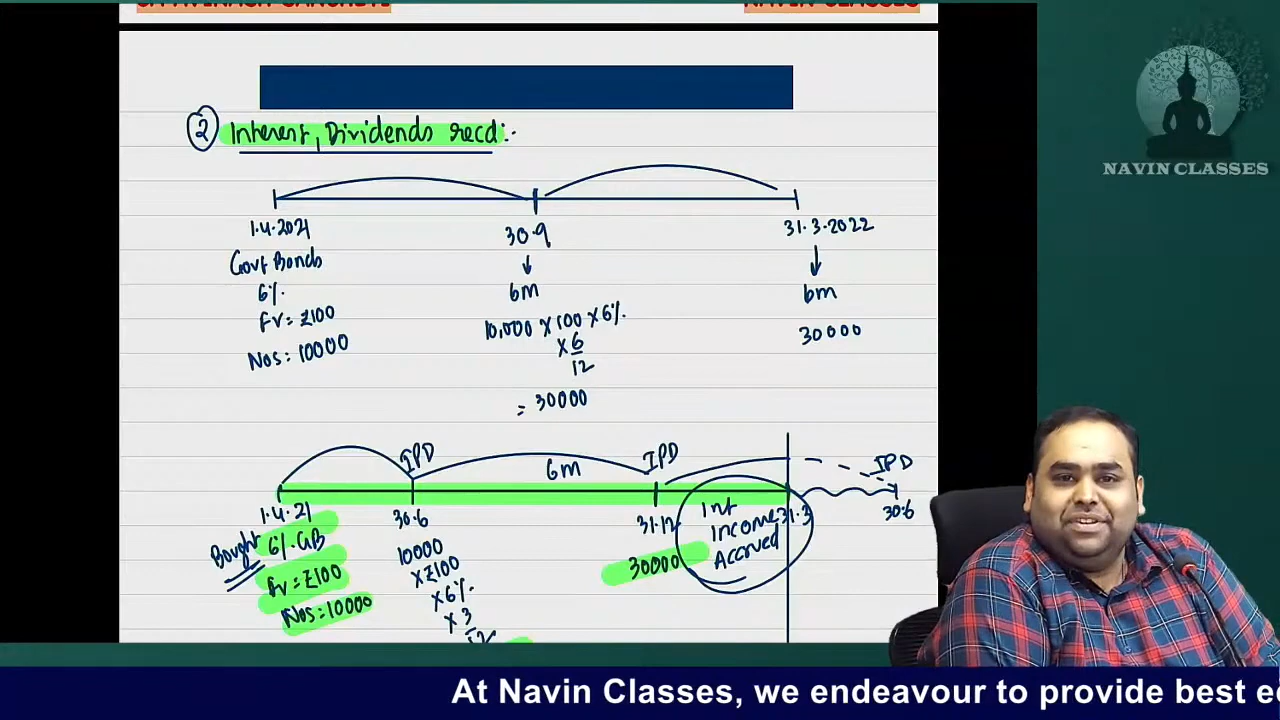 NAVIN CLASSES
② Interest, Dividends recd:-
1.4.2021
30.9
31.3.2022
Govt Bonds
6%.
FV = ₹100
Nos: 10000
6m
10,000 X 100 X 6%.
X 6
12
= 30000
6m
30000
IPD
6m
IPD
IPD
1.4.21
30.6
31.12
31.3
30.6
Bought
6%.GB
FV = ₹100
Nos:10000
10000
X ₹100
X 6%.
X 3
12
30000
Int
Income
Accrued
NAVIN CLASSES
At Navin Classes, we endeavour to provide best e